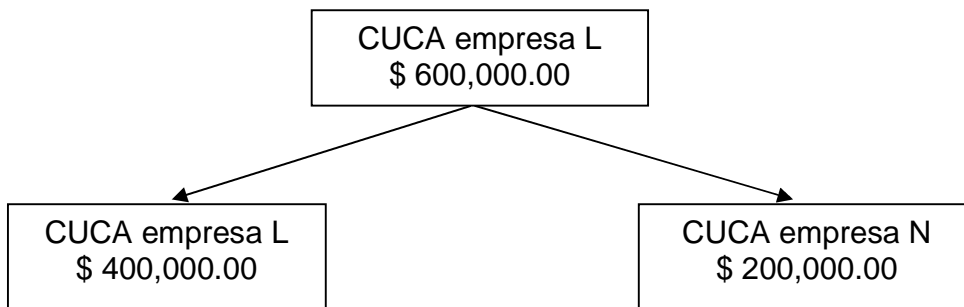 CUCA empresa L
$ 600,000.00
CUCA empresa L
$ 400,000.00
CUCA empresa N
$ 200,000.00